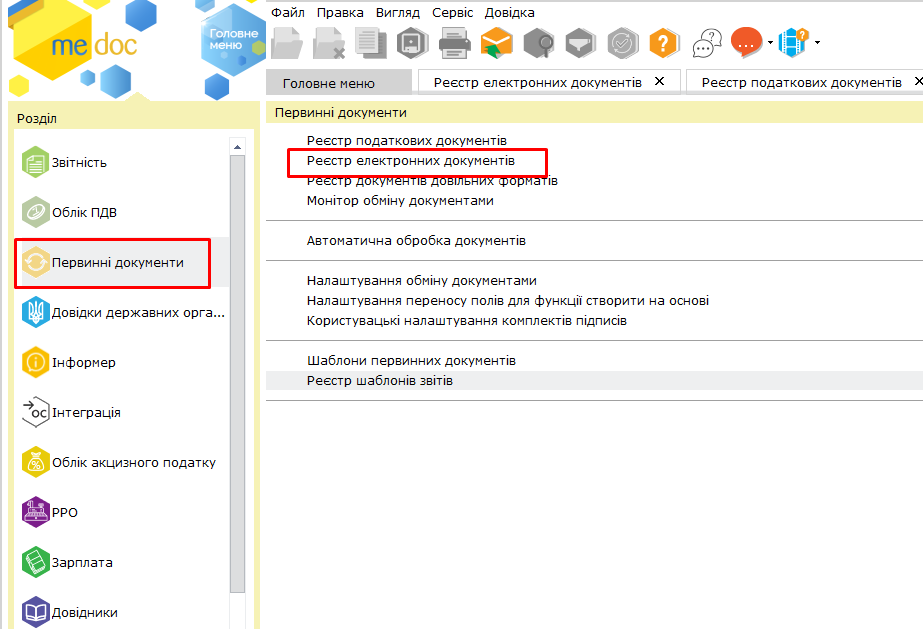 me doc
Головне
меню
Файл Правка Вигляд Сервіс Довідка
Головне меню
Реєстр електронних документів
Реєстр податкових документів
Розділ
Звітність
Облік ПДВ
Первинні документи
Довідки державних орга...
Інформер
Інтеграція
Облік акцизного податку
РРО
Зарплата
Довідники
Первинні документи
Реєстр податкових документів
Реєстр електронних документів
Реєстр документів довільних форматів
Монітор обміну документами
Автоматична обробка документів
Налаштування обміну документами
Налаштування переносу полів для функції створити на основі
Користувацькі налаштування комплектів підписів
Шаблони первинних документів
Реєстр шаблонів звітів